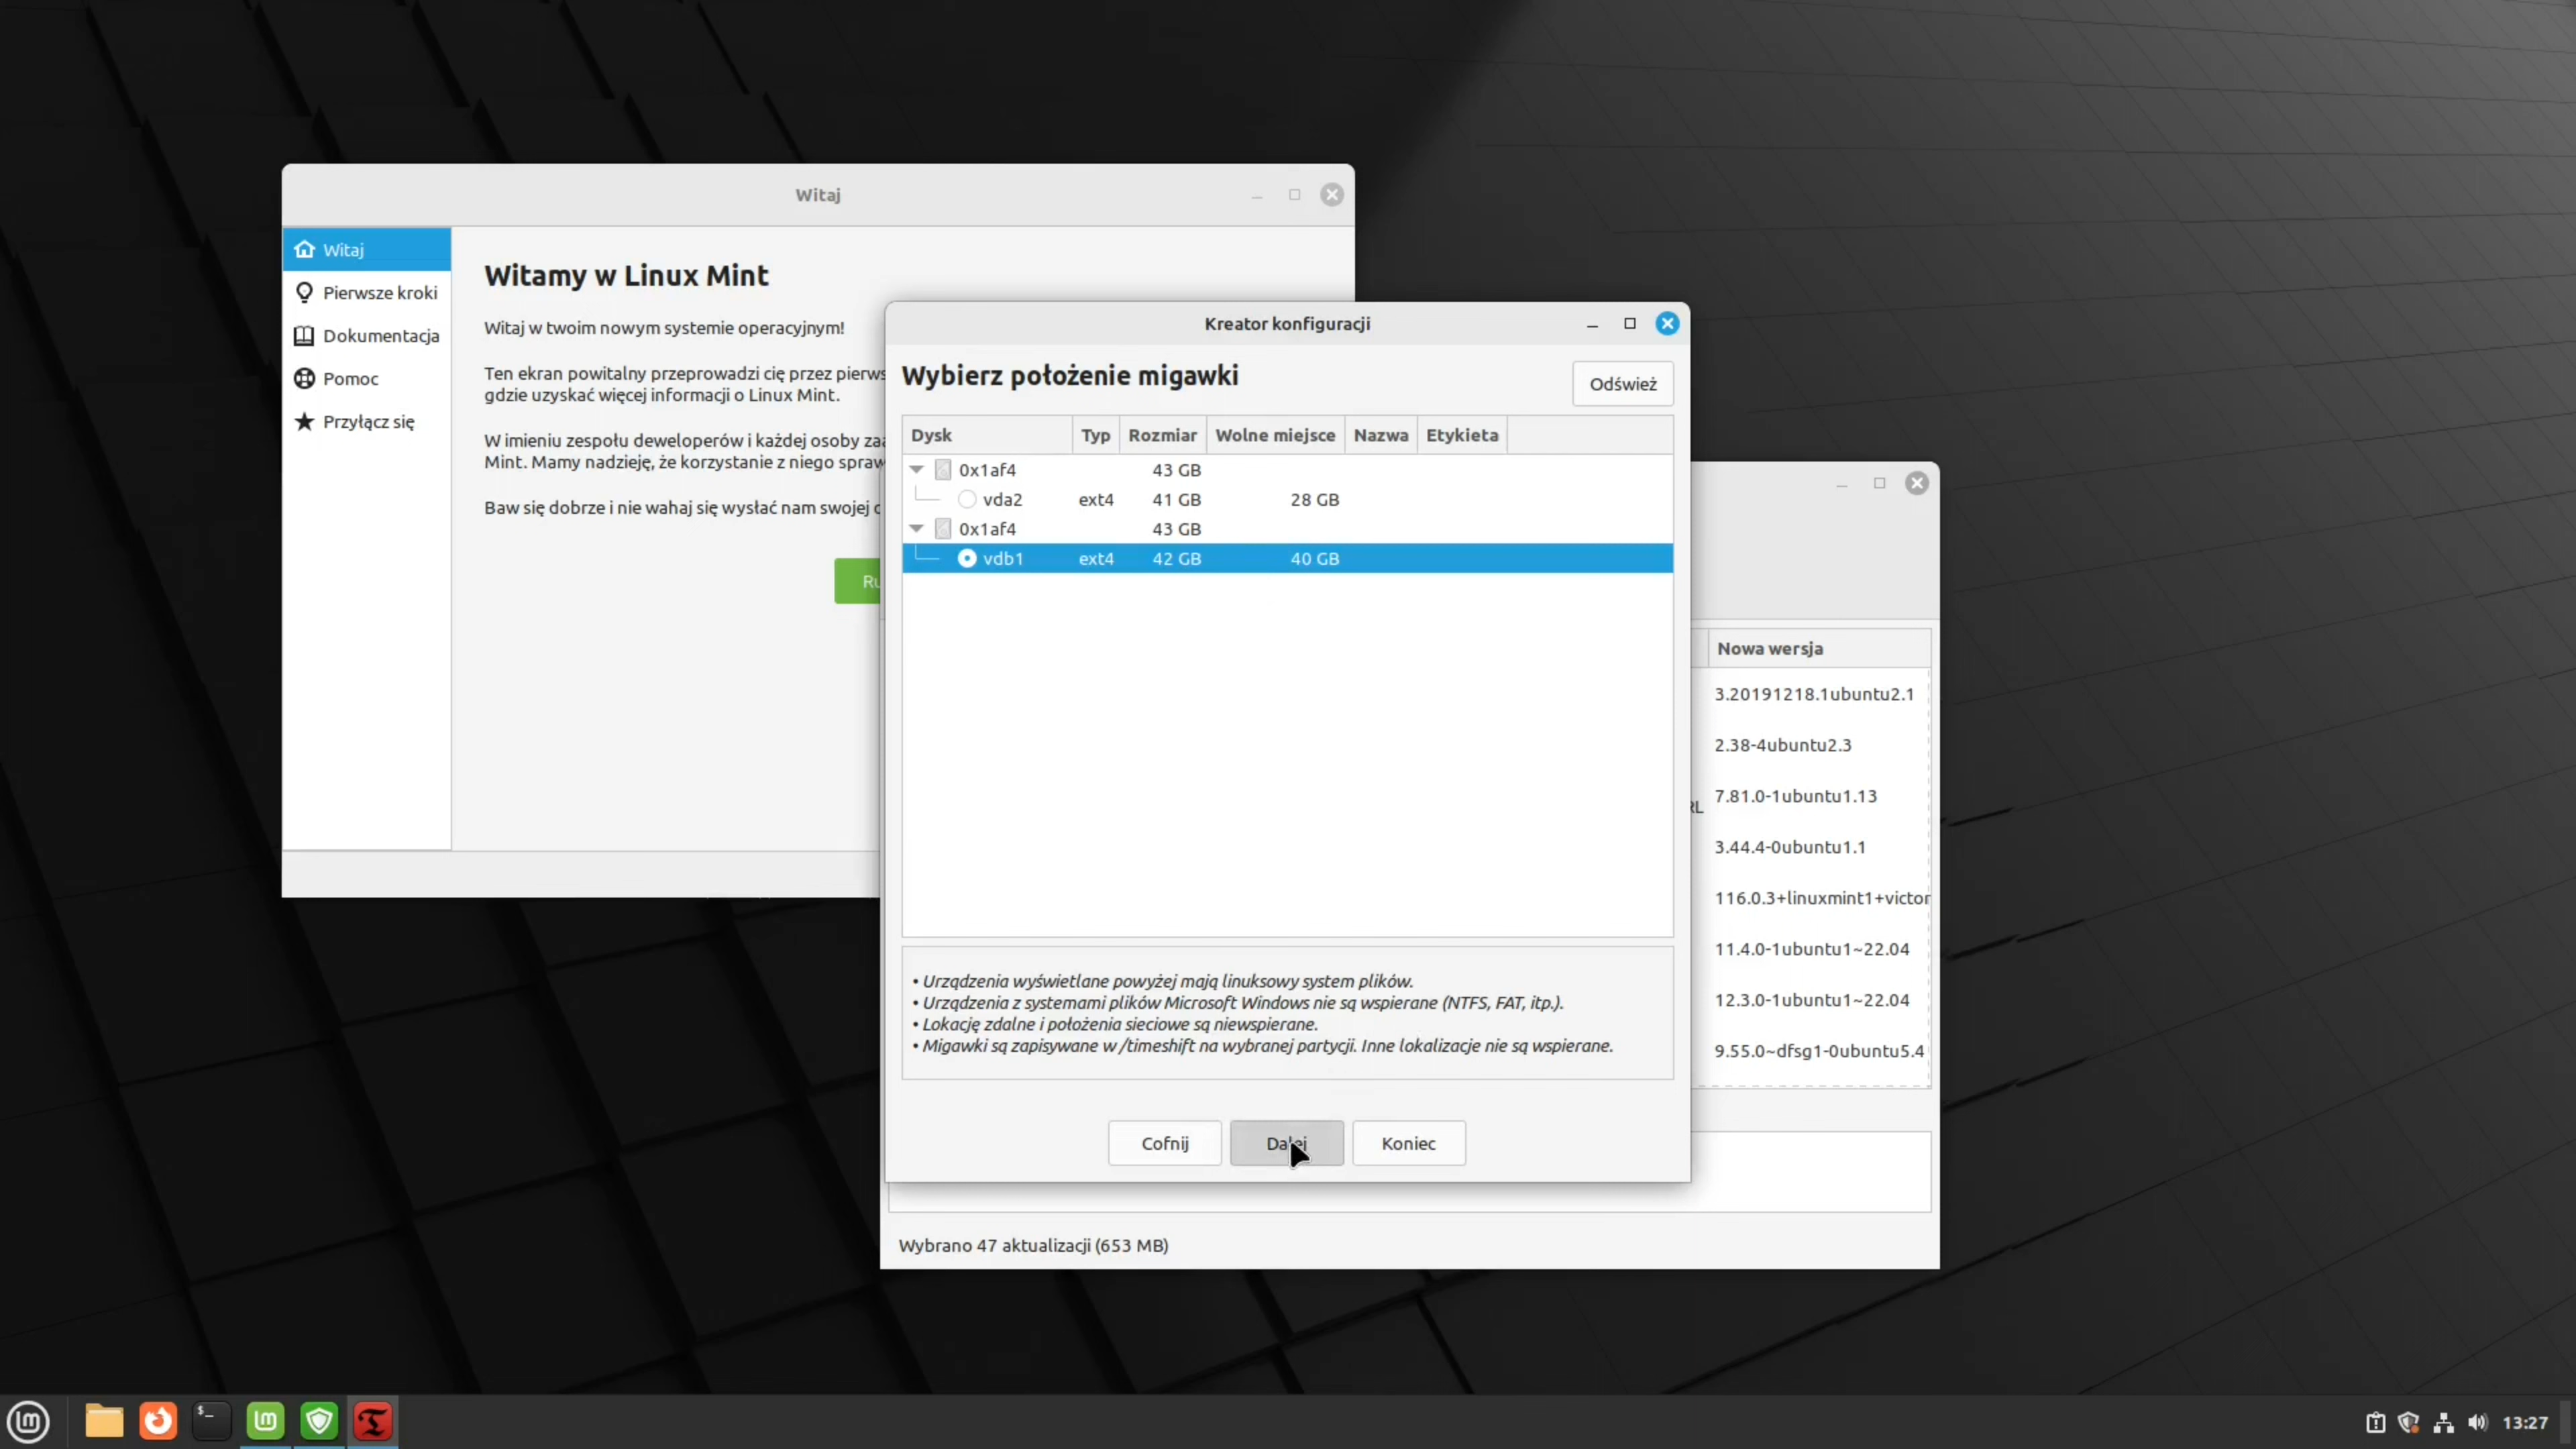 Witaj
Witaj
Pierwsze kroki
Dokumentacja
Pomoc
Przyłącz się
Witamy w Linux Mint
Witaj w twoim nowym systemie operacyjnym!
Ten ekran powitalny przeprowadzi cię przez
gdzie uzyskać więcej informacji o Linux Mint.
W imieniu zespołu deweloperów i każdej osoby
Mint. Mamy nadzieję, że korzystanie z niego
Baw się dobrze i nie wahaj się wysłać nam swojej
Kreator konfiguracji
Wybierz położenie migawki
Odśwież
Dysk Typ Rozmiar Wolne miejsce Nazwa Etykieta
0x1af4 43 GB
vda2 ext4 41 GB 28 GB
0x1af4 43 GB
vdb1 ext4 42 GB 40 GB
• Urządzenia wyświetlane powyżej mają linuksowy system plików.
• Urządzenia z systemami plików Microsoft Windows nie są wspierane (NTFS, FAT, itp.).
• Lokację zdalne i położenia sieciowe są niewspierane.
• Migawki są zapisywane w /timeshift na wybranej partycji. Inne lokalizacje nie są wspierane.
Cofnij Dalej Koniec
Nowa wersja
3.20191218.1ubuntu2.1
2.38-4ubuntu2.3
7.81.0-1ubuntu1.13
3.44.4-0ubuntu1.1
116.0.3+linuxmint1+victor
11.4.0-1ubuntu1~22.04
12.3.0-1ubuntu1~22.04
9.55.0~dfsg1-0ubuntu5.4
Wybrano 47 aktualizacji (653 MB)
13:27